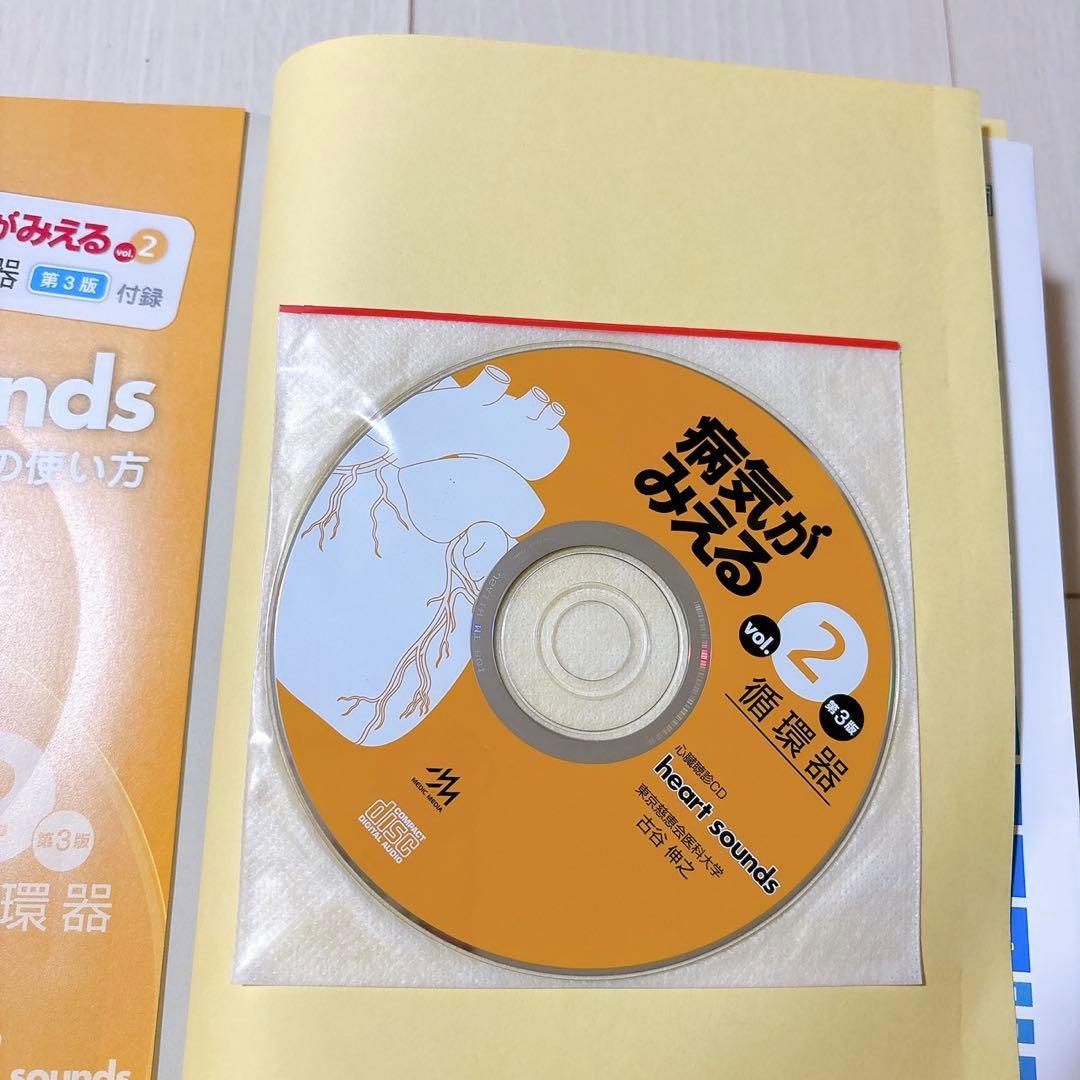 がみえる vol. 2
器 第3版 付録
nds
の使い方
第3版
環器
sounds
病気が
みえる
vol. 2
第3版
循環器
心臓聴診CD
heart sounds
東京慈恵会医科大学
古谷 伸之
MEDIC MEDIA
COMPACT
disc
DIGITAL AUDIO